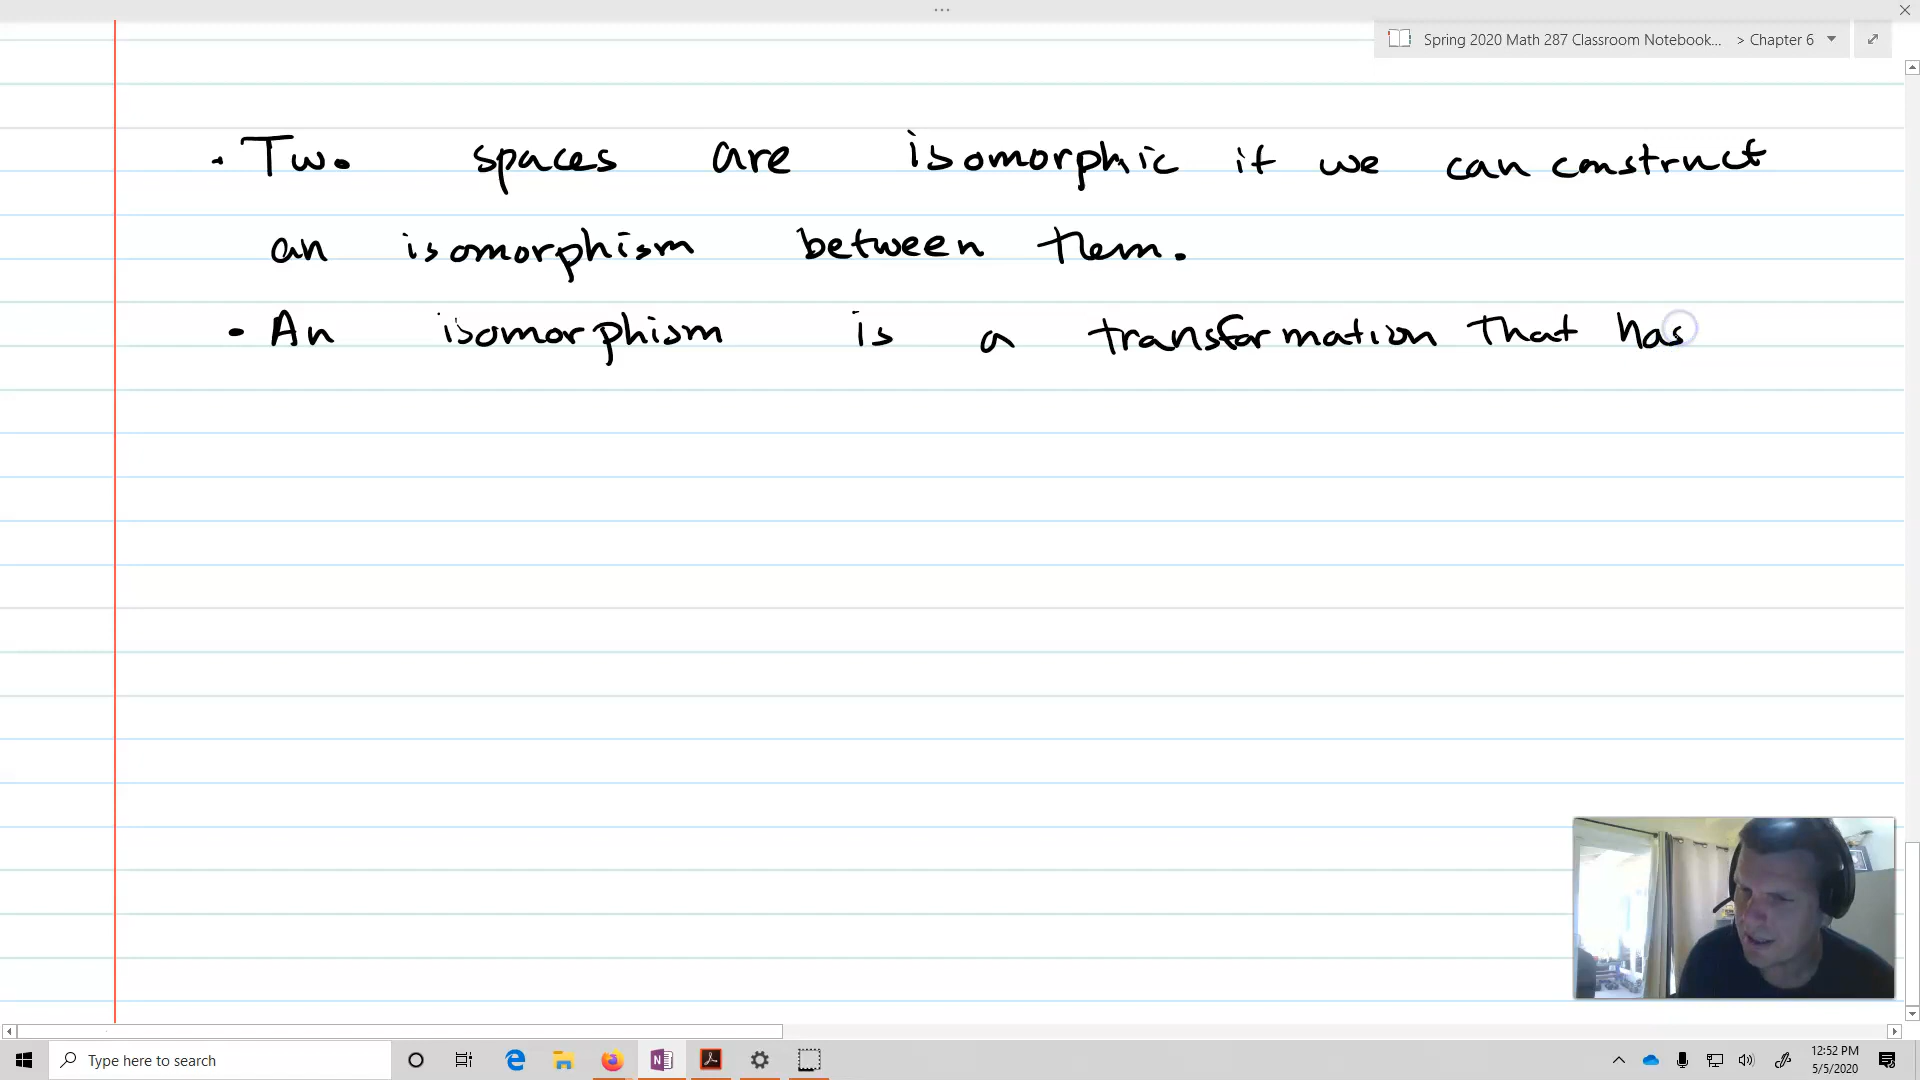 Spring 2020 Math 287 Classroom Notebook... > Chapter 6
· Two spaces are isomorphic if we can construct
an isomorphism between them.
• An isomorphism is a transformation that has
Type here to search
12:52 PM
5/5/2020